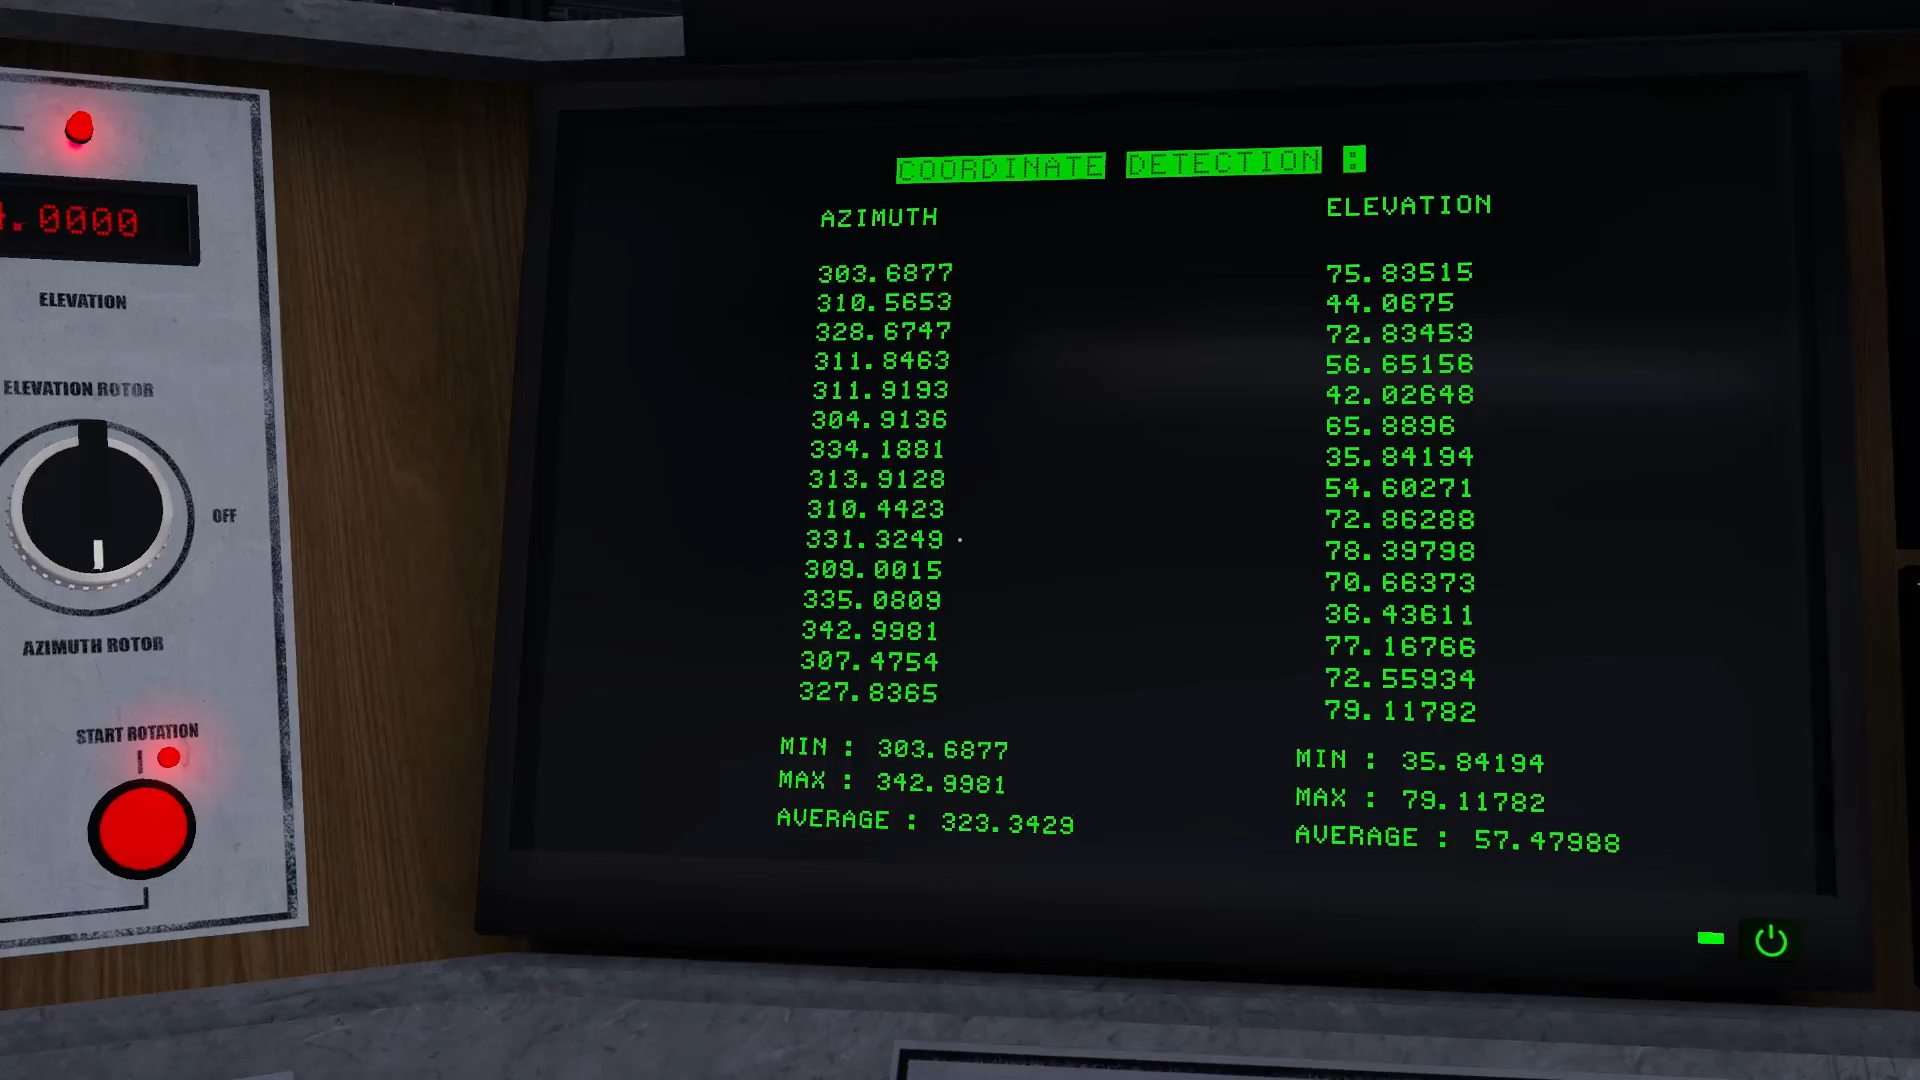 COORDINATE DETECTION :
AZIMUTH ELEVATION
303.6877 75.83515
310.5653 44.0675
328.6747 72.83453
311.8463 56.65156
311.9193 42.02648
304.9136 65.8896
334.1881 35.84194
313.9128 54.60271
310.4423 72.86288
331.3249 78.39798
309.0015 70.66373
335.0809 36.43611
342.9981 77.16766
307.4754 72.55934
327.8365 79.11782
MIN : 303.6877 MIN : 35.84194
MAX : 342.9981 MAX : 79.11782
AVERAGE : 323.3429 AVERAGE : 57.47988
.0000
ELEVATION
ELEVATION ROTOR
OFF
AZIMUTH ROTOR
START ROTATION